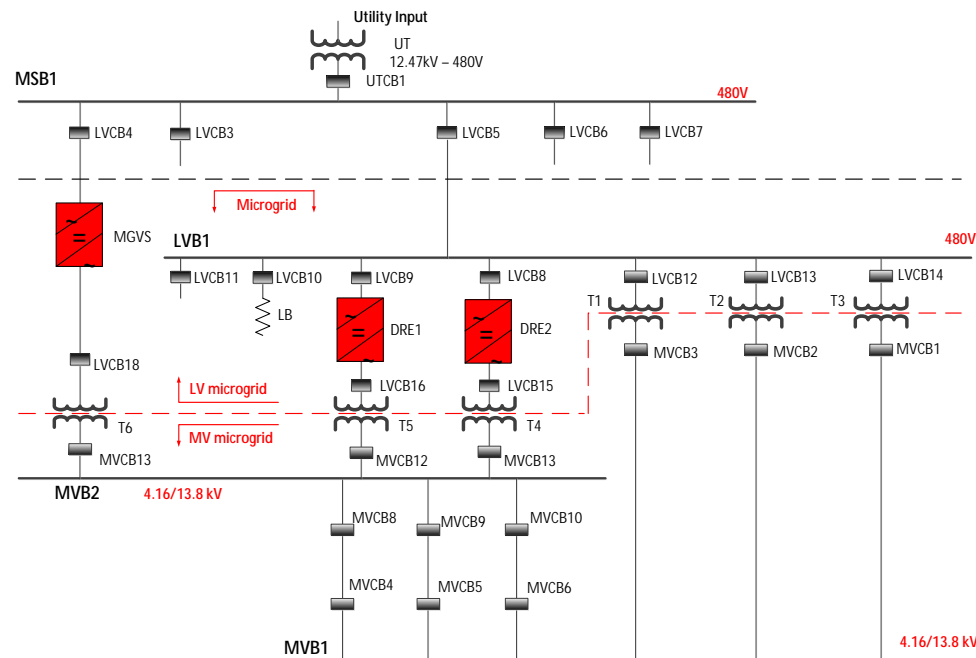 Utility Input
UT
12.47kV – 480V
UTCB1
MSB1
480V
LVCB4
LVCB3
LVCB5
LVCB6
LVCB7
Microgrid
MGVS
LVB1
480V
LVCB11
LVCB10
LVCB9
LVCB8
LVCB12
LVCB13
LVCB14
T1
T2
T3
LB
DRE1
DRE2
MVCB3
MVCB2
MVCB1
LVCB18
LV microgrid
LVCB16
LVCB15
T6
MV microgrid
T5
T4
MVCB13
MVCB12
MVCB13
MVB2
4.16/13.8 kV
MVCB8
MVCB9
MVCB10
MVCB4
MVCB5
MVCB6
MVB1
4.16/13.8 kV